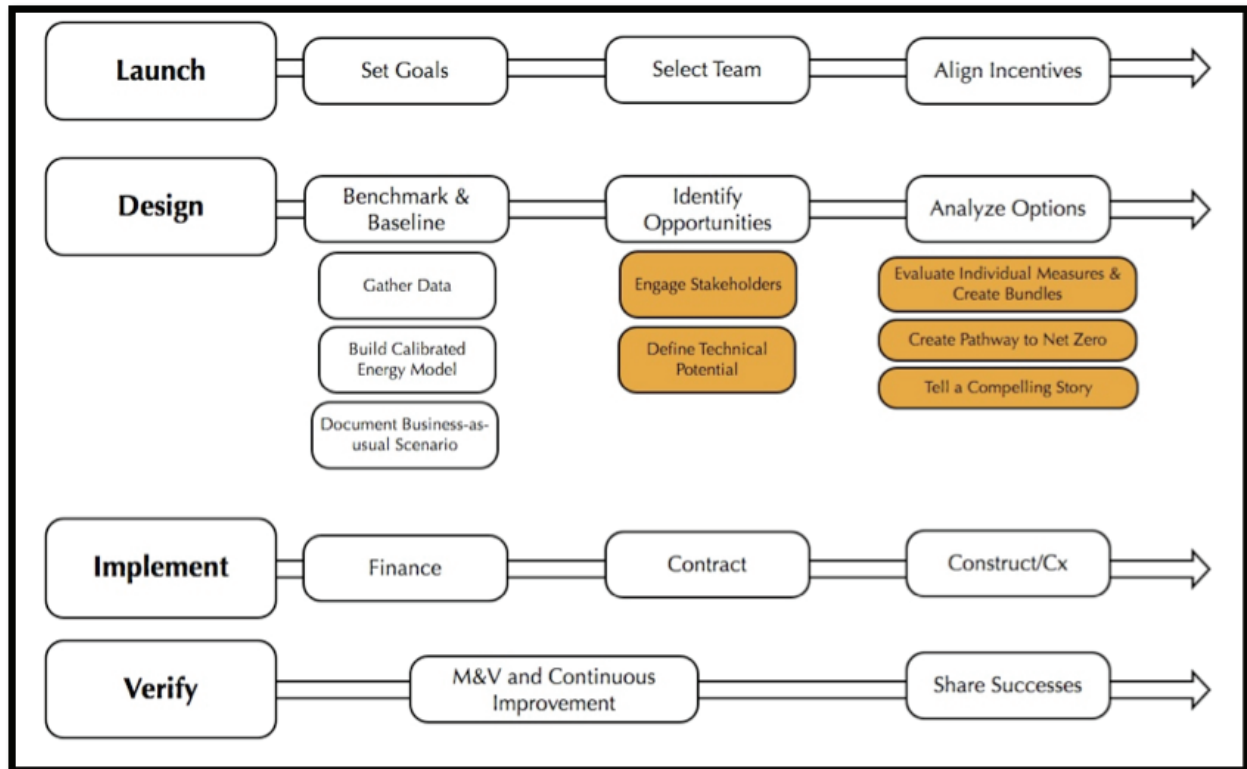 Launch
Set Goals
Select Team
Align Incentives
Design
Benchmark &
Baseline
Identify
Opportunities
Analyze Options
Gather Data
Build Calibrated
Energy Model
Document Business-as-
usual Scenario
Engage Stakeholders
Define Technical
Potential
Evaluate Individual Measures &
Create Bundles
Create Pathway to Net Zero
Tell a Compelling Story
Implement
Finance
Contract
Construct/Cx
Verify
M&V and Continuous
Improvement
Share Successes